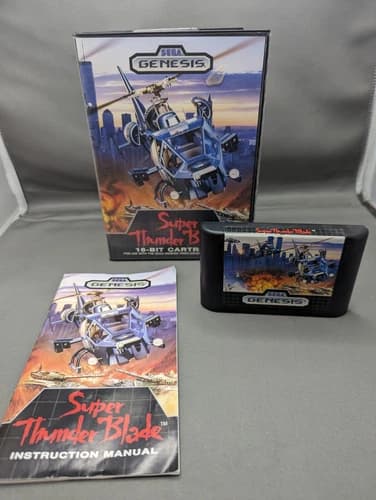 SEGA
GENESIS
Super
Thunder Blade
16-BIT CARTR
Super Thunder Blade
SEGA
GENESIS
SEGA
GENESIS
Super
Thunder Blade™
INSTRUCTION MANUAL